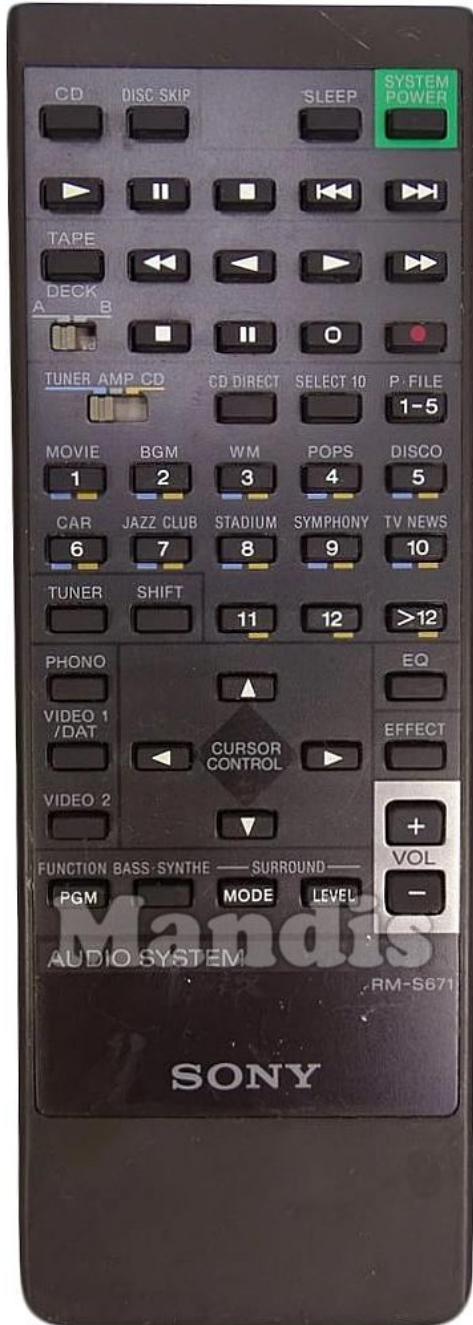 CD DISC SKIP SLEEP SYSTEM POWER
TAPE
DECK
A B
TUNER AMP CD CD DIRECT SELECT 10 P·FILE
1-5
MOVIE BGM WM POPS DISCO
1 2 3 4 5
CAR JAZZ CLUB STADIUM SYMPHONY TV NEWS
6 7 8 9 10
TUNER SHIFT
11 12 >12
PHONO EQ
VIDEO 1
/DAT
CURSOR
CONTROL
EFFECT
VIDEO 2
+
VOL
−
FUNCTION BASS·SYNTHE SURROUND
PGM MODE LEVEL
Mandis
AUDIO SYSTEM
RM-S671
SONY